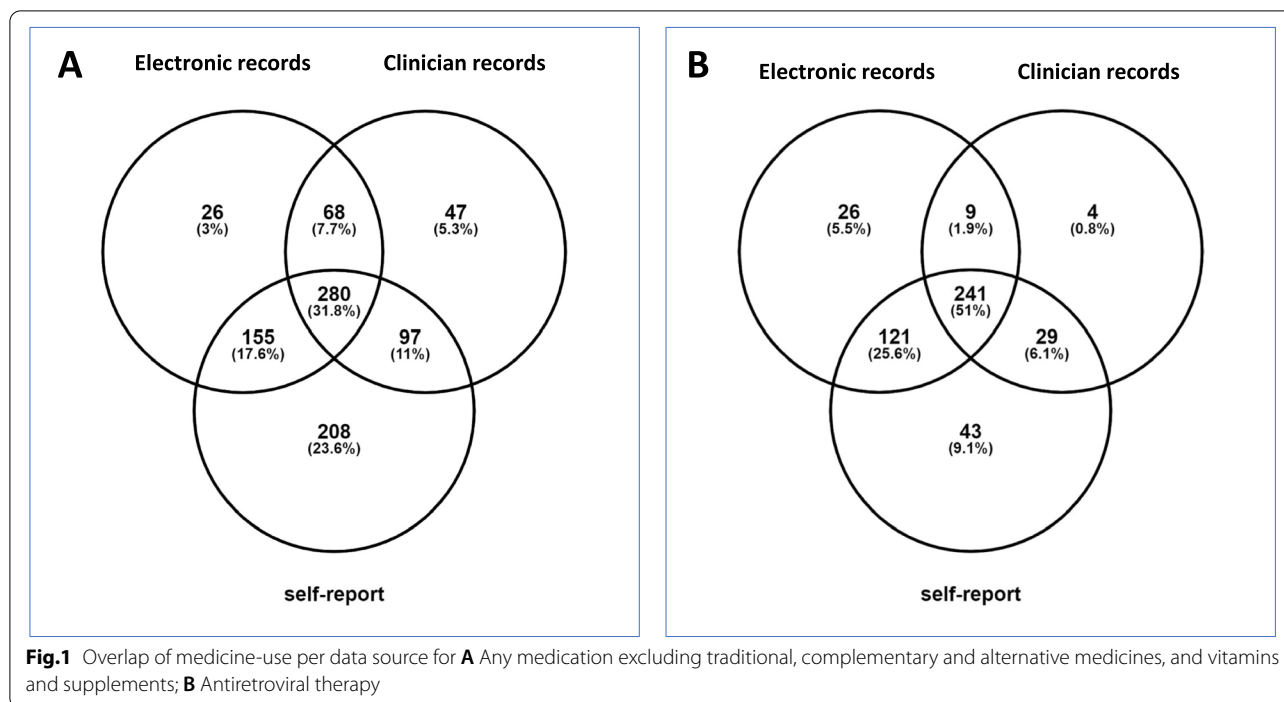 A
Electronic records
Clinician records
26
(3%)
68
(7.7%)
47
(5.3%)
280
(31.8%)
155
(17.6%)
97
(11%)
208
(23.6%)
self-report
B
Electronic records
Clinician records
26
(5.5%)
9
(1.9%)
4
(0.8%)
241
(51%)
121
(25.6%)
29
(6.1%)
43
(9.1%)
self-report
Fig.1 Overlap of medicine-use per data source for A Any medication excluding traditional, complementary and alternative medicines, and vitamins
and supplements; B Antiretroviral therapy